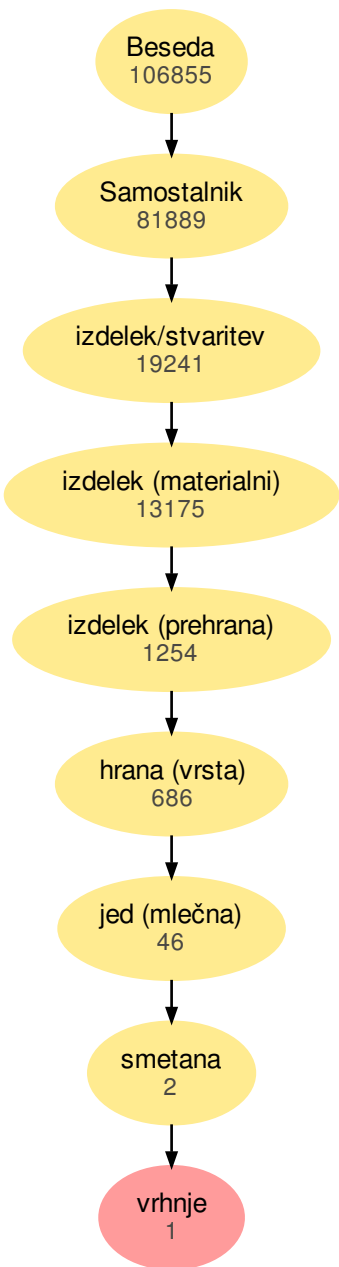 Beseda
106855
Samostalnik
81889
izdelek/stvaritev
19241
izdelek (materialni)
13175
izdelek (prehrana)
1254
hrana (vrsta)
686
jed (mlečna)
46
smetana
2
vrhnje
1